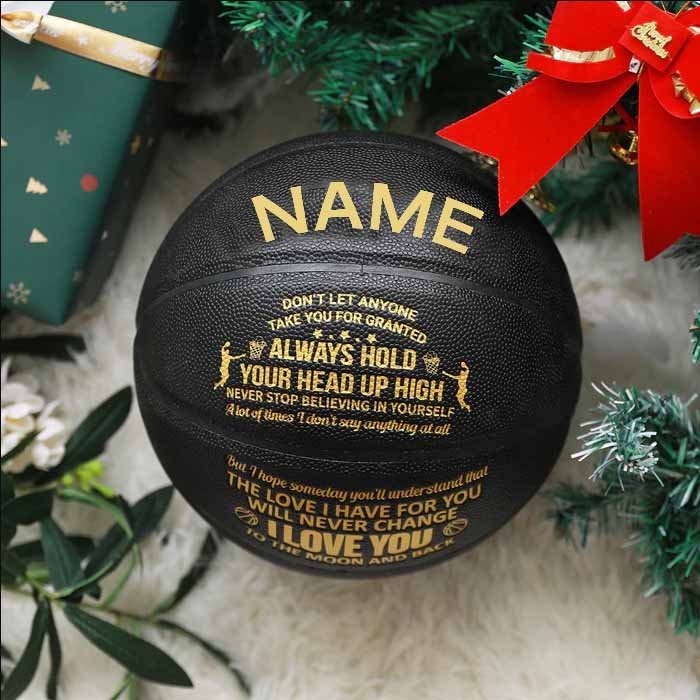 NAME
DON'T LET ANYONE
TAKE YOU FOR GRANTED
ALWAYS HOLD
YOUR HEAD UP HIGH
NEVER STOP BELIEVING IN YOURSELF
A lot of times I don't say anything at all
But I hope someday you'll understand that
THE LOVE I HAVE FOR YOU
WILL NEVER CHANGE
I LOVE YOU
TO THE MOON AND BACK